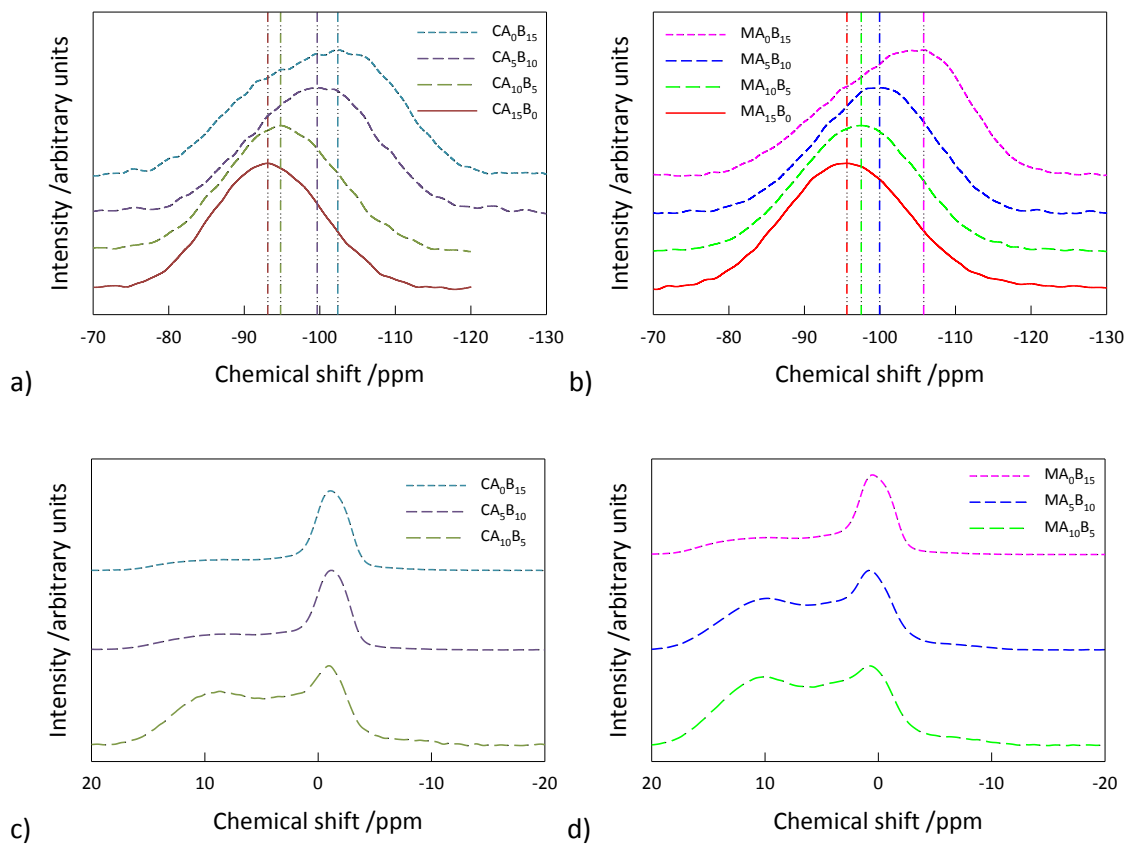 Intensity /arbitrary units
CA₀B₁₅
CA₅B₁₀
CA₁₀B₅
CA₁₅B₀
-70 -80 -90 -100 -110 -120 -130
Chemical shift /ppm
a)
Intensity /arbitrary units
MA₀B₁₅
MA₅B₁₀
MA₁₀B₅
MA₁₅B₀
-70 -80 -90 -100 -110 -120 -130
Chemical shift /ppm
b)
Intensity /arbitrary units
CA₀B₁₅
CA₅B₁₀
CA₁₀B₅
20 10 0 -10 -20
Chemical shift /ppm
c)
Intensity /arbitrary units
MA₀B₁₅
MA₅B₁₀
MA₁₀B₅
20 10 0 -10 -20
Chemical shift /ppm
d)